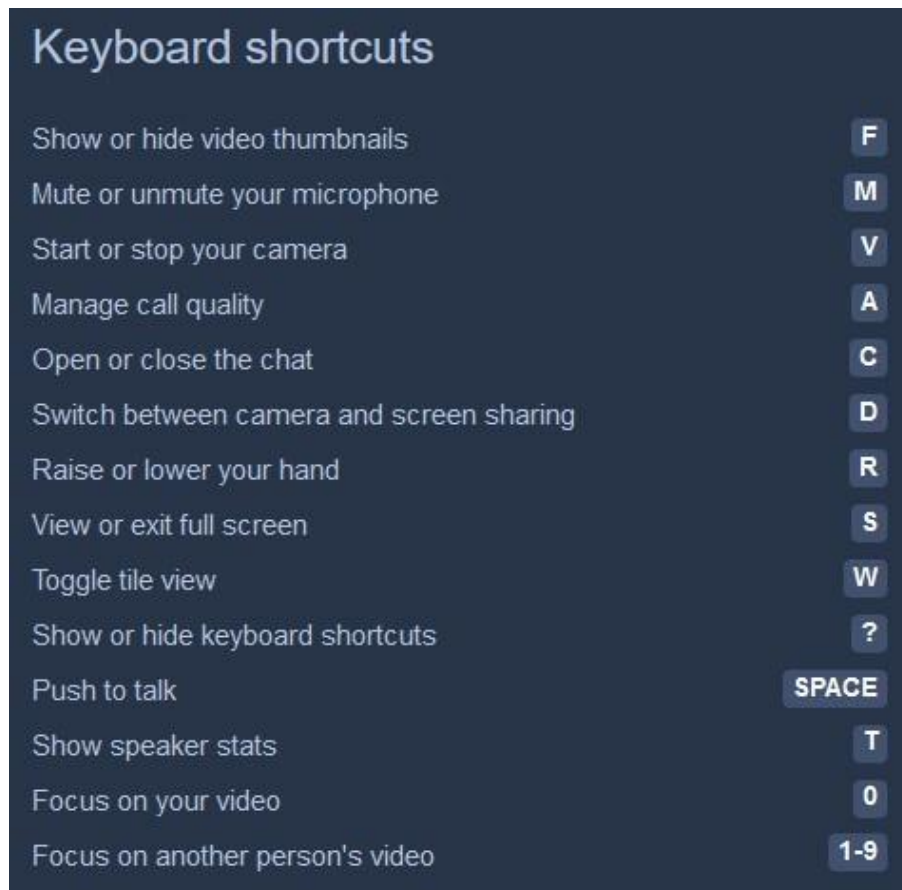 Keyboard shortcuts
Show or hide video thumbnails F
Mute or unmute your microphone M
Start or stop your camera V
Manage call quality A
Open or close the chat C
Switch between camera and screen sharing D
Raise or lower your hand R
View or exit full screen S
Toggle tile view W
Show or hide keyboard shortcuts ?
Push to talk SPACE
Show speaker stats T
Focus on your video 0
Focus on another person's video 1-9